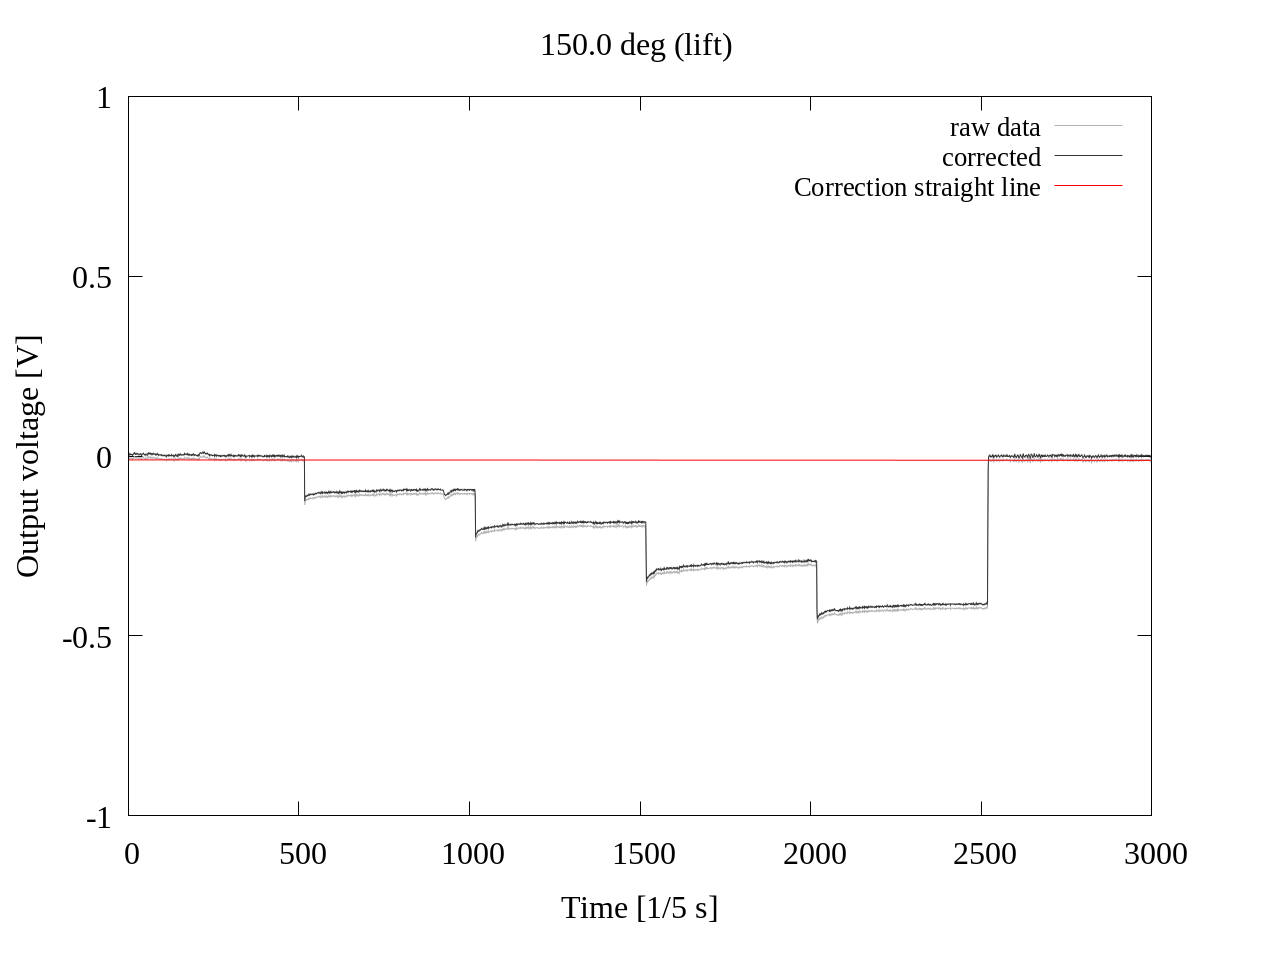 150.0 deg (lift)
1
0.5
0
-0.5
-1
Output voltage [V]
raw data
corrected
Correction straight line
0 500 1000 1500 2000 2500 3000
Time [1/5 s]